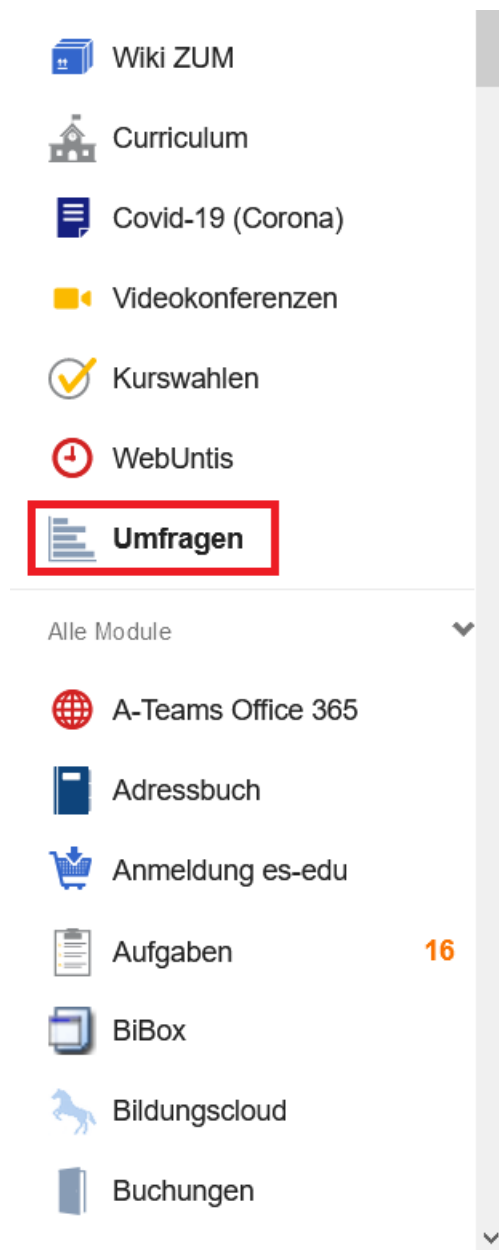 Wiki ZUM
Curriculum
Covid-19 (Corona)
Videokonferenzen
Kurswahlen
WebUntis
Umfragen
Alle Module
A-Teams Office 365
Adressbuch
Anmeldung es-edu
Aufgaben 16
BiBox
Bildungscloud
Buchungen